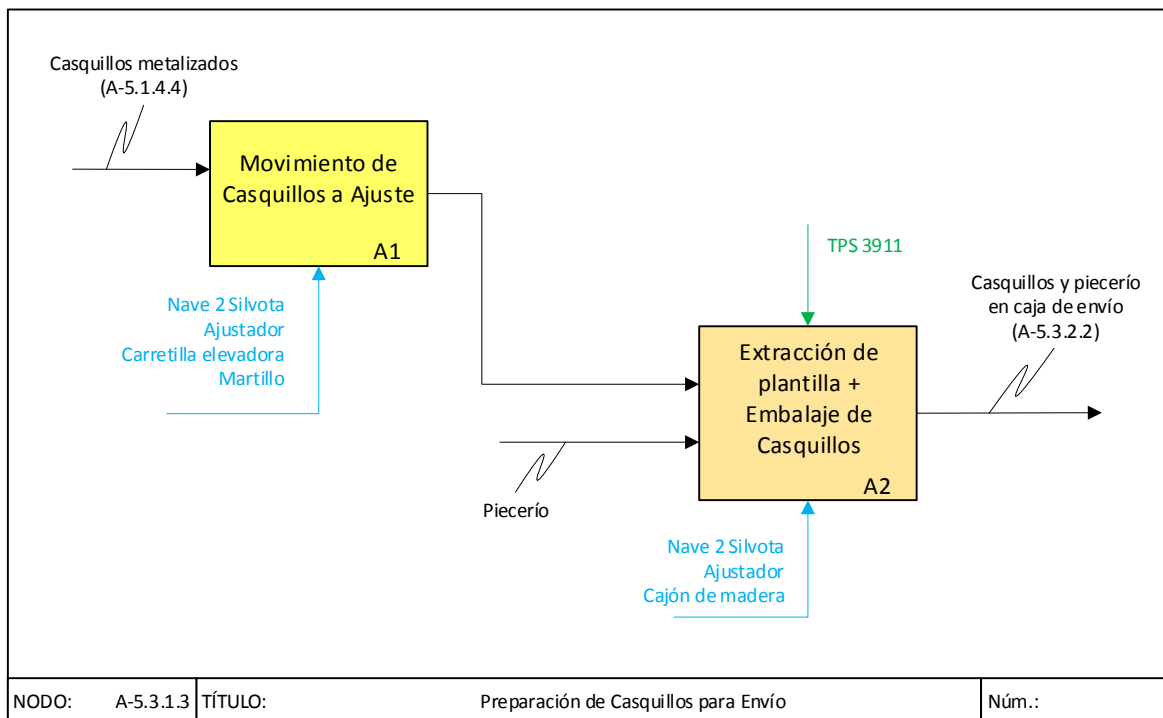 Casquillos metalizados
(A-5.1.4.4)
Movimiento de
Casquillos a Ajuste
A1
Nave 2 Silvota
Ajustador
Carretilla elevadora
Martillo
TPS 3911
Casquillos y piecerío
en caja de envío
(A-5.3.2.2)
Extracción de
plantilla +
Embalaje de
Casquillos
A2
Piecerío
Nave 2 Silvota
Ajustador
Cajón de madera
NODO: A-5.3.1.3 TÍTULO: Preparación de Casquillos para Envío Núm.: